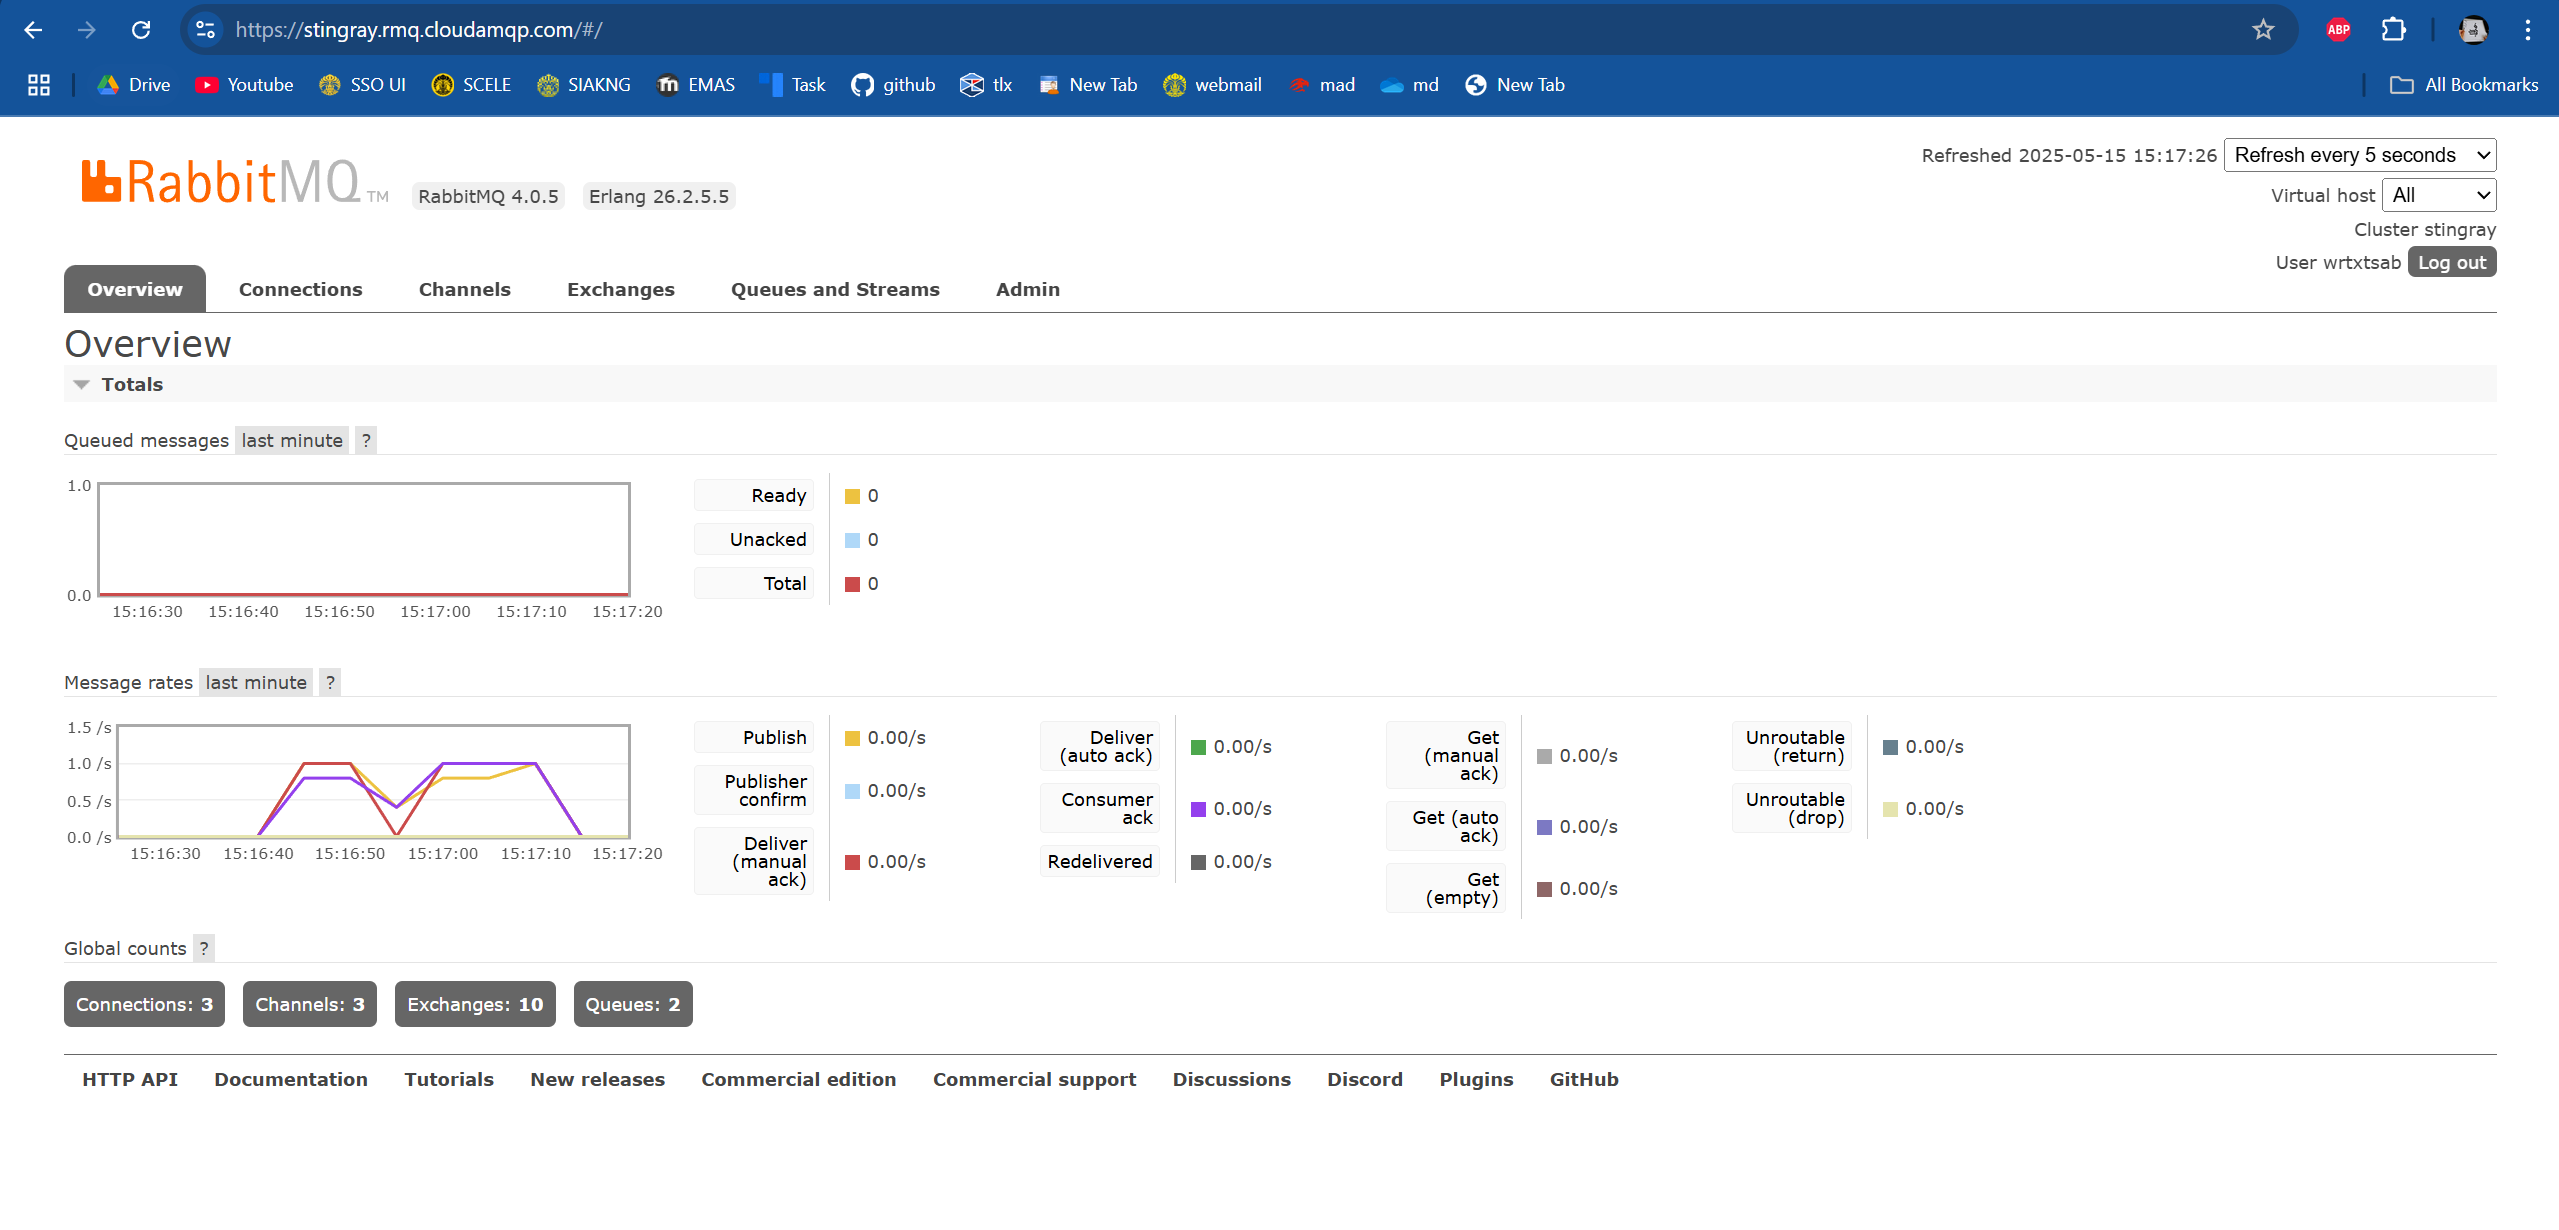 https://stingray.rmq.cloudamqp.com/#/
ABP
Drive Youtube SSO UI SCELE SIAKNG EMAS Task github tlx New Tab webmail mad md New Tab All Bookmarks
RabbitMQ TM RabbitMQ 4.0.5 Erlang 26.2.5.5
Refreshed 2025-05-15 15:17:26 Refresh every 5 seconds
Virtual host All
Cluster stingray
User wrtxtsab Log out
Overview Connections Channels Exchanges Queues and Streams Admin
Overview
Totals
Queued messages last minute ?
1.0
0.0
15:16:30 15:16:40 15:16:50 15:17:00 15:17:10 15:17:20
Ready 0
Unacked 0
Total 0
Message rates last minute ?
1.5 /s
1.0 /s
0.5 /s
0.0 /s
15:16:30 15:16:40 15:16:50 15:17:00 15:17:10 15:17:20
Publish 0.00/s
Publisher
confirm 0.00/s
Deliver
(manual 0.00/s
ack)
Deliver
(auto ack) 0.00/s
Consumer
ack 0.00/s
Redelivered 0.00/s
Get
(manual 0.00/s
ack)
Get (auto
ack) 0.00/s
Get
(empty) 0.00/s
Unroutable
(return) 0.00/s
Unroutable
(drop) 0.00/s
Global counts ?
Connections: 3 Channels: 3 Exchanges: 10 Queues: 2
HTTP API Documentation Tutorials New releases Commercial edition Commercial support Discussions Discord Plugins GitHub